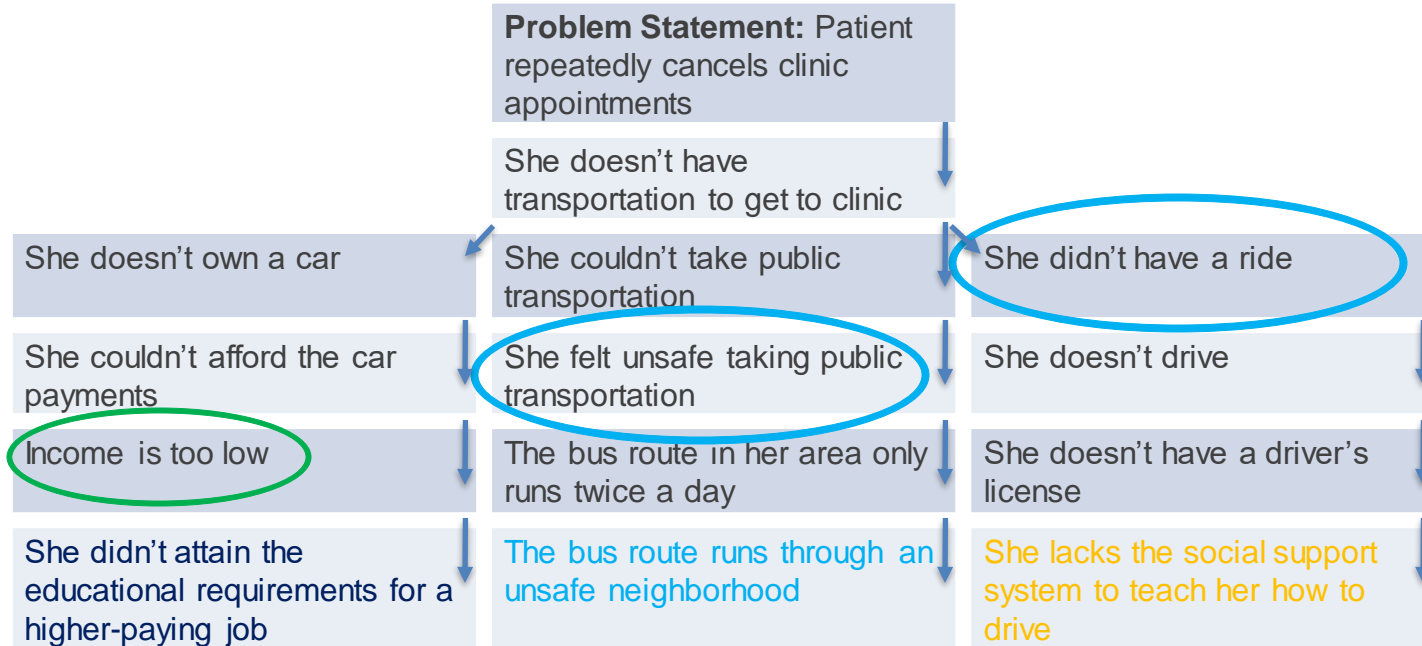 Problem Statement: Patient
repeatedly cancels clinic
appointments
She doesn’t have
transportation to get to clinic
She doesn’t own a car
She couldn’t take public
transportation
She didn’t have a ride
She couldn’t afford the car
payments
She felt unsafe taking public
transportation
She doesn’t drive
Income is too low
The bus route in her area only
runs twice a day
She doesn’t have a driver’s
license
She didn’t attain the
educational requirements for a
higher-paying job
The bus route runs through an
unsafe neighborhood
She lacks the social support
system to teach her how to
drive